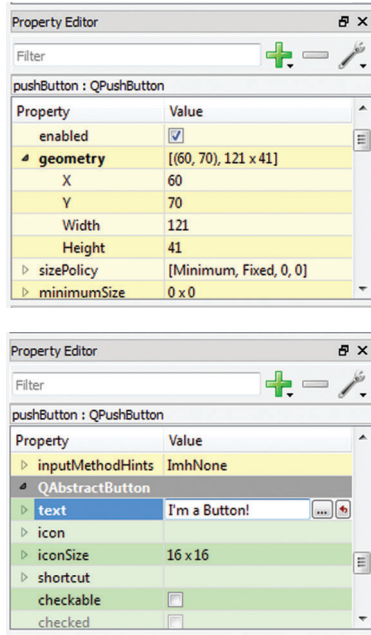 Property Editor
Filter
pushButton : QPushButton
Property Value
enabled
geometry [(60, 70), 121 x 41]
X 60
Y 70
Width 121
Height 41
sizePolicy [Minimum, Fixed, 0, 0]
minimumSize 0 x 0
Property Editor
Filter
pushButton : QPushButton
Property Value
inputMethodHints ImhNone
QAbstractButton
text I'm a Button! ...
icon
iconSize 16 x 16
shortcut
checkable
checked